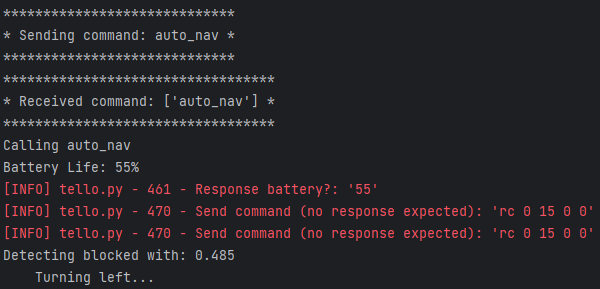 *****************************
* Sending command: auto_nav *
*****************************
**********************************
* Received command: ['auto_nav'] *
**********************************
Calling auto_nav
Battery Life: 55%
[INFO] tello.py - 461 - Response battery?: '55'
[INFO] tello.py - 470 - Send command (no response expected): 'rc 0 15 0 0'
[INFO] tello.py - 470 - Send command (no response expected): 'rc 0 15 0 0'
Detecting blocked with: 0.485
    Turning left...